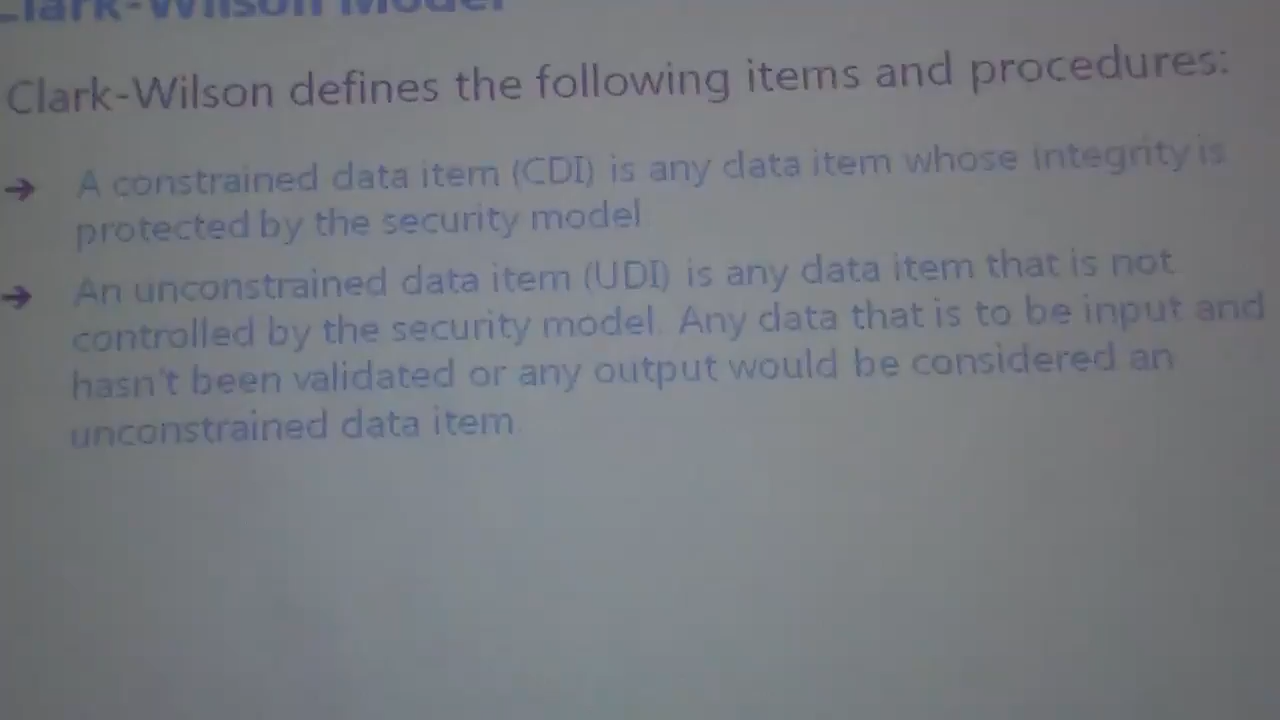 Clark-Wilson Model
Clark-Wilson defines the following items and procedures:
→ A constrained data item (CDI) is any data item whose integrity is
protected by the security model.
→ An unconstrained data item (UDI) is any data item that is not
controlled by the security model. Any data that is to be input and
hasn't been validated or any output would be considered an
unconstrained data item.